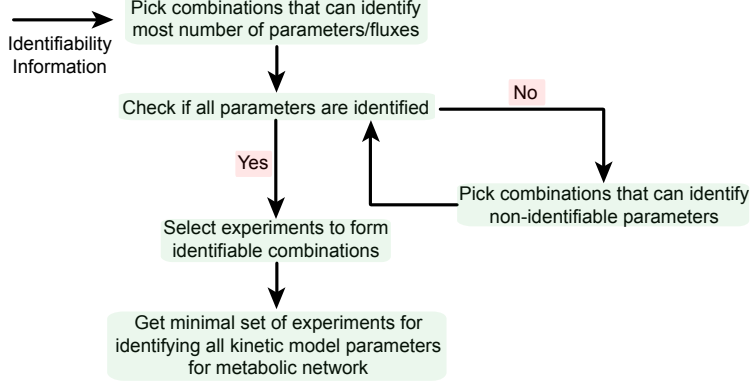 Pick combinations that can identify
most number of parameters/fluxes
Identifiability
Information
Check if all parameters are identified
No
Yes
Pick combinations that can identify
non-identifiable parameters
Select experiments to form
identifiable combinations
Get minimal set of experiments for
identifying all kinetic model parameters
for metabolic network